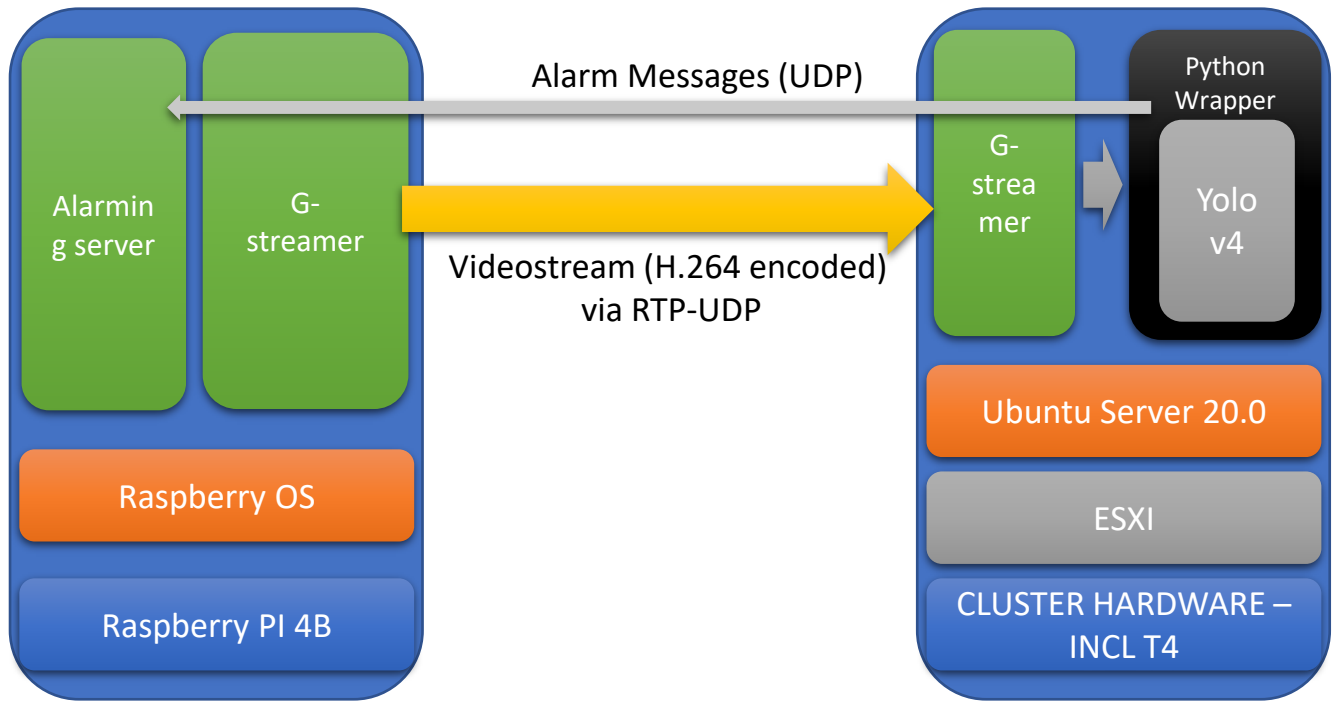 Alarm Messages (UDP)
Python
Wrapper
Alarmin
g server
G-
streamer
G-
strea
mer
Yolo
v4
Videostream (H.264 encoded)
via RTP-UDP
Raspberry OS
Raspberry PI 4B
Ubuntu Server 20.0
ESXI
CLUSTER HARDWARE –
INCL T4